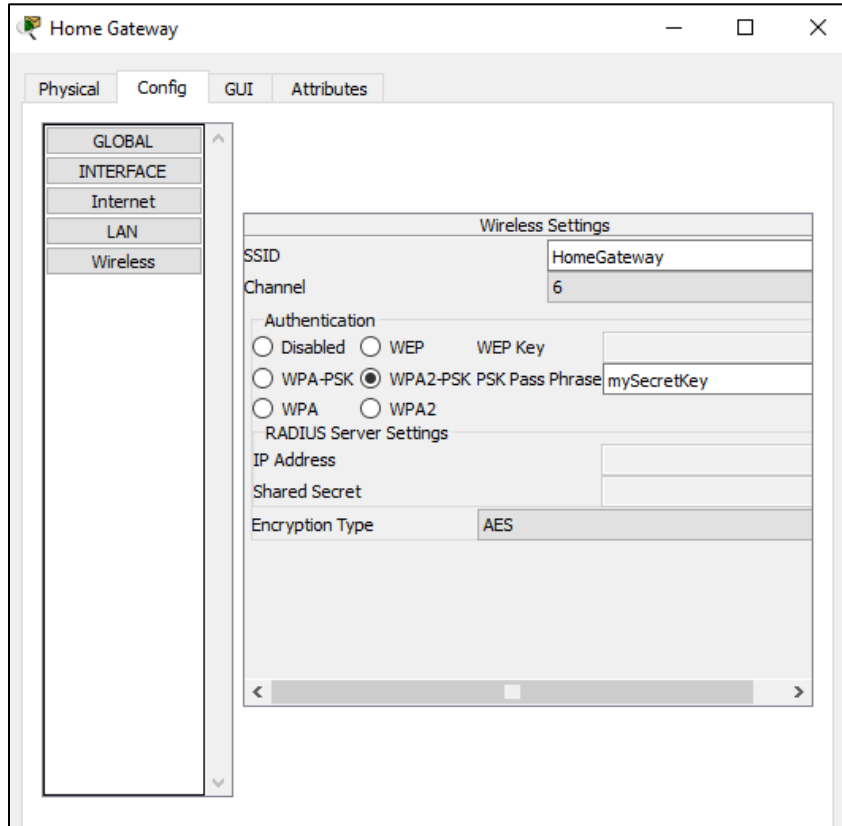 Home Gateway
Physical Config GUI Attributes
GLOBAL
INTERFACE
Internet
LAN
Wireless
Wireless Settings
SSID HomeGateway
Channel 6
Authentication
Disabled WEP WEP Key
WPA-PSK WPA2-PSK PSK Pass Phrase mySecretKey
WPA WPA2
RADIUS Server Settings
IP Address
Shared Secret
Encryption Type AES